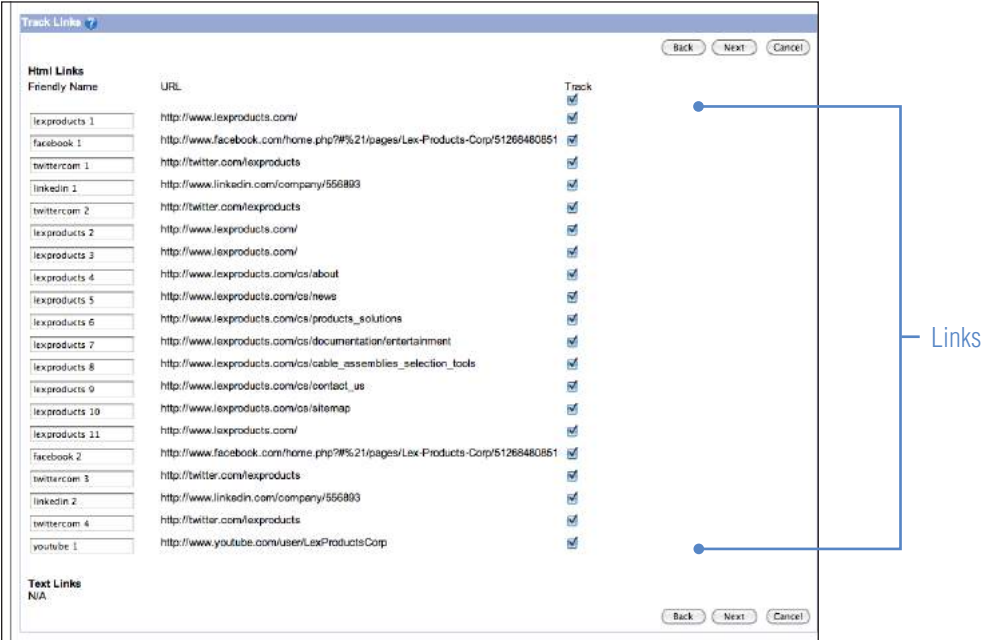 Track Links ?
Back Next Cancel
Html Links
Friendly Name URL Track
lexproducts 1 http://www.lexproducts.com/
facebook 1 http://www.facebook.com/home.php?#%21/pages/Lex-Products-Corp/51268480851
twittercom 1 http://twitter.com/lexproducts
linkedin 1 http://www.linkedin.com/company/556893
twittercom 2 http://twitter.com/lexproducts
lexproducts 2 http://www.lexproducts.com/
lexproducts 3 http://www.lexproducts.com/
lexproducts 4 http://www.lexproducts.com/cs/about
lexproducts 5 http://www.lexproducts.com/cs/news
lexproducts 6 http://www.lexproducts.com/cs/products_solutions
lexproducts 7 http://www.lexproducts.com/cs/documentation/entertainment
Links
lexproducts 8 http://www.lexproducts.com/cs/cable_assemblies_selection_tools
lexproducts 9 http://www.lexproducts.com/cs/contact_us
lexproducts 10 http://www.lexproducts.com/cs/sitemap
lexproducts 11 http://www.lexproducts.com/
facebook 2 http://www.facebook.com/home.php?#%21/pages/Lex-Products-Corp/51268480851
twittercom 3 http://twitter.com/lexproducts
linkedin 2 http://www.linkedin.com/company/556893
twittercom 4 http://twitter.com/lexproducts
youtube 1 http://www.youtube.com/user/LexProductsCorp
Text Links
N/A
Back Next Cancel